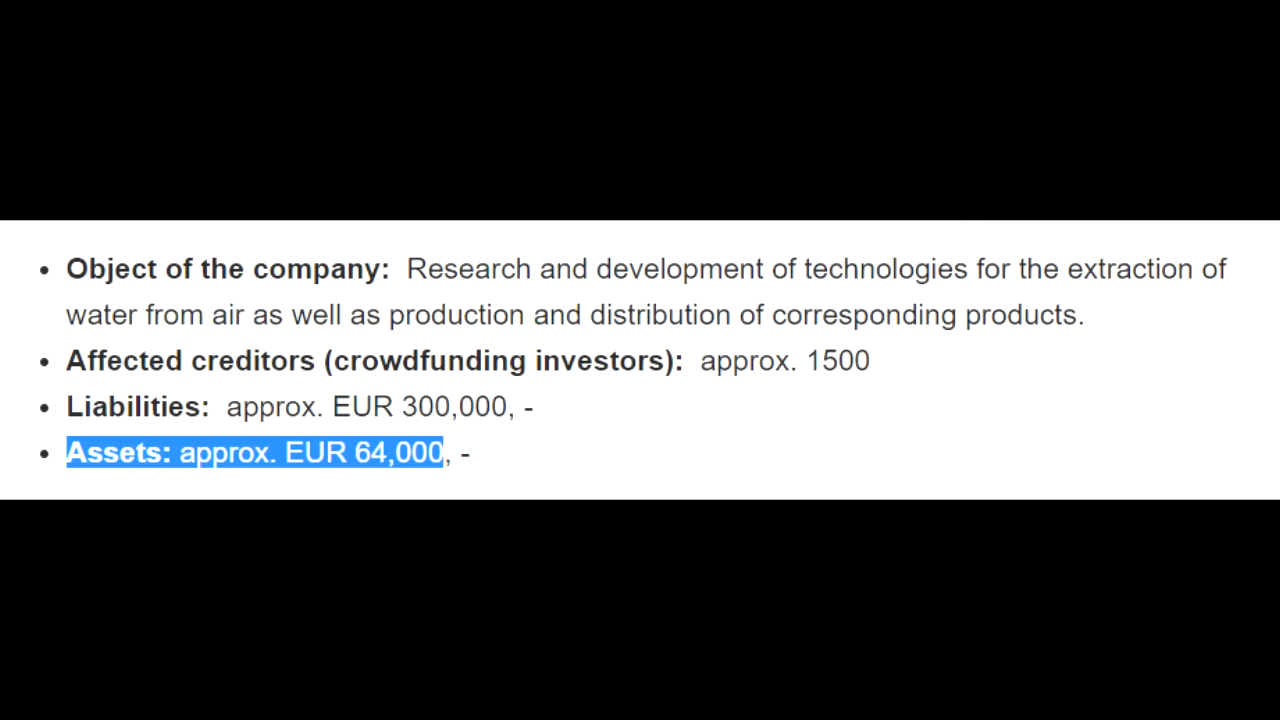 • Object of the company: Research and development of technologies for the extraction of
water from air as well as production and distribution of corresponding products.
• Affected creditors (crowdfunding investors): approx. 1500
• Liabilities: approx. EUR 300,000, -
• Assets: approx. EUR 64,000, -